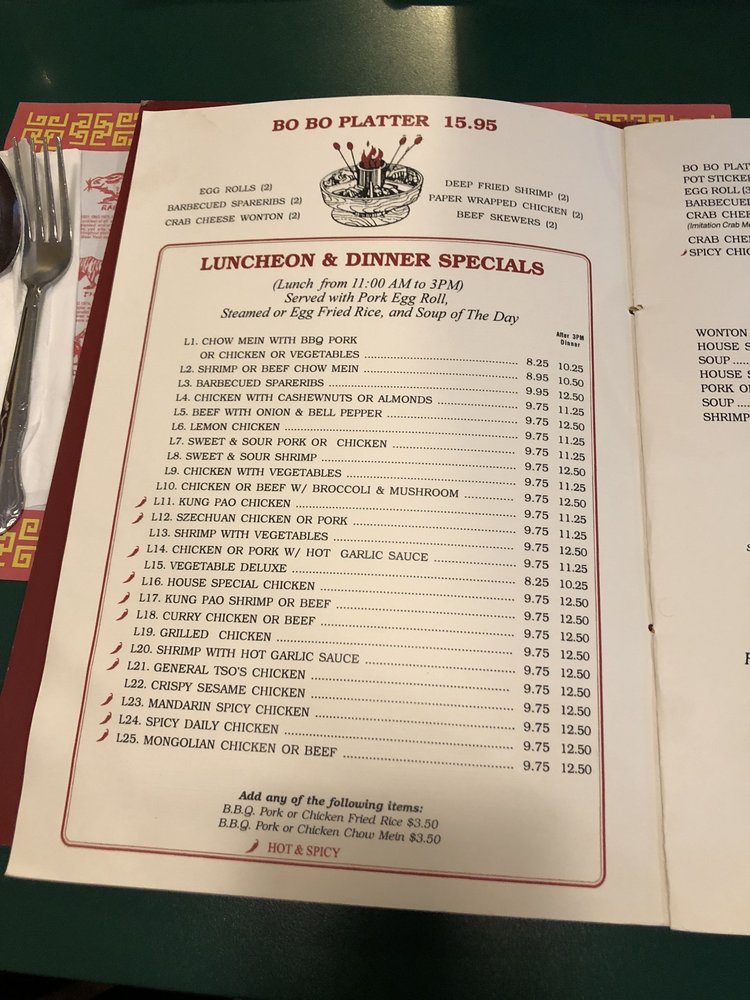 BO BO PLATTER 15.95
EGG ROLLS (2)
BARBECUED SPARERIBS (2)
CRAB CHEESE WONTON (2)
DEEP FRIED SHRIMP (2)
PAPER WRAPPED CHICKEN (2)
BEEF SKEWERS (2)
LUNCHEON & DINNER SPECIALS
(Lunch from 11:00 AM to 3PM)
Served with Pork Egg Roll,
Steamed or Egg Fried Rice, and Soup of The Day
After 3PM
Dinner
L1. CHOW MEIN WITH BBQ PORK
OR CHICKEN OR VEGETABLES 8.25 10.25
L2. SHRIMP OR BEEF CHOW MEIN 8.95 10.50
L3. BARBECUED SPARERIBS 9.95 12.50
L4. CHICKEN WITH CASHEWNUTS OR ALMONDS 9.75 11.25
L5. BEEF WITH ONION & BELL PEPPER 9.75 12.50
L6. LEMON CHICKEN 9.75 11.25
L7. SWEET & SOUR PORK OR CHICKEN 9.75 11.25
L8. SWEET & SOUR SHRIMP 9.75 12.50
L9. CHICKEN WITH VEGETABLES 9.75 11.25
L10. CHICKEN OR BEEF W/ BROCCOLI & MUSHROOM 9.75 12.50
L11. KUNG PAO CHICKEN 9.75 11.25
L12. SZECHUAN CHICKEN OR PORK 9.75 11.25
L13. SHRIMP WITH VEGETABLES 9.75 12.50
L14. CHICKEN OR PORK W/ HOT GARLIC SAUCE 9.75 11.25
L15. VEGETABLE DELUXE 8.25 10.25
L16. HOUSE SPECIAL CHICKEN 9.75 12.50
L17. KUNG PAO SHRIMP OR BEEF 9.75 12.50
L18. CURRY CHICKEN OR BEEF 9.75 12.50
L19. GRILLED CHICKEN 9.75 12.50
L20. SHRIMP WITH HOT GARLIC SAUCE 9.75 12.50
L21. GENERAL TSO'S CHICKEN 9.75 12.50
L22. CRISPY SESAME CHICKEN 9.75 12.50
L23. MANDARIN SPICY CHICKEN 9.75 12.50
L24. SPICY DAILY CHICKEN 9.75 12.50
L25. MONGOLIAN CHICKEN OR BEEF 9.75 12.50
Add any of the following items:
B.B.Q. Pork or Chicken Fried Rice $3.50
B.B.Q. Pork or Chicken Chow Mein $3.50
HOT & SPICY
BO BO PLAT
POT STICKE
EGG ROLL (3
BARBECUED
CRAB CHEE
(Imitation Crab Me
CRAB CHE
SPICY CHIC
WONTON
HOUSE S
SOUP
HOUSE S
PORK O
SOUP
SHRIMP